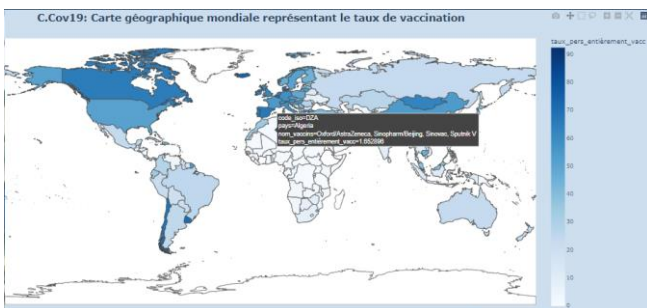 C.Cov19: Carte géographique mondiale représentant le taux de vaccination
taux_pers_entièrement_vacc
code_iso=DZA
pays=Algeria
nom_vaccins=Oxford/AstraZeneca, Sinopharm/Beijing, Sinovac, Sputnik V
taux_pers_entièrement_vacc=1.652898
90
80
70
60
50
40
30
20
10
0